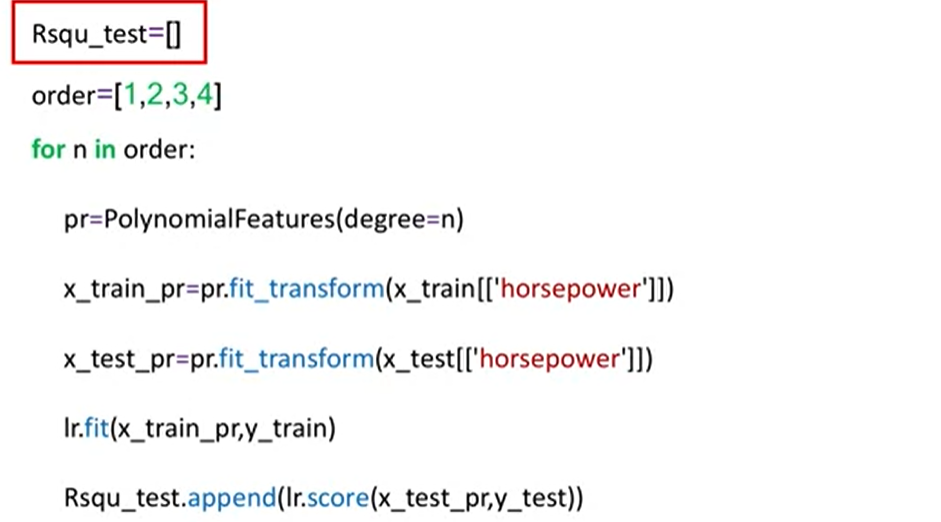 Rsqu_test=[]
order=[1,2,3,4]
for n in order:
pr=PolynomialFeatures(degree=n)
x_train_pr=pr.fit_transform(x_train[['horsepower']])
x_test_pr=pr.fit_transform(x_test[['horsepower']])
lr.fit(x_train_pr,y_train)
Rsqu_test.append(lr.score(x_test_pr,y_test))